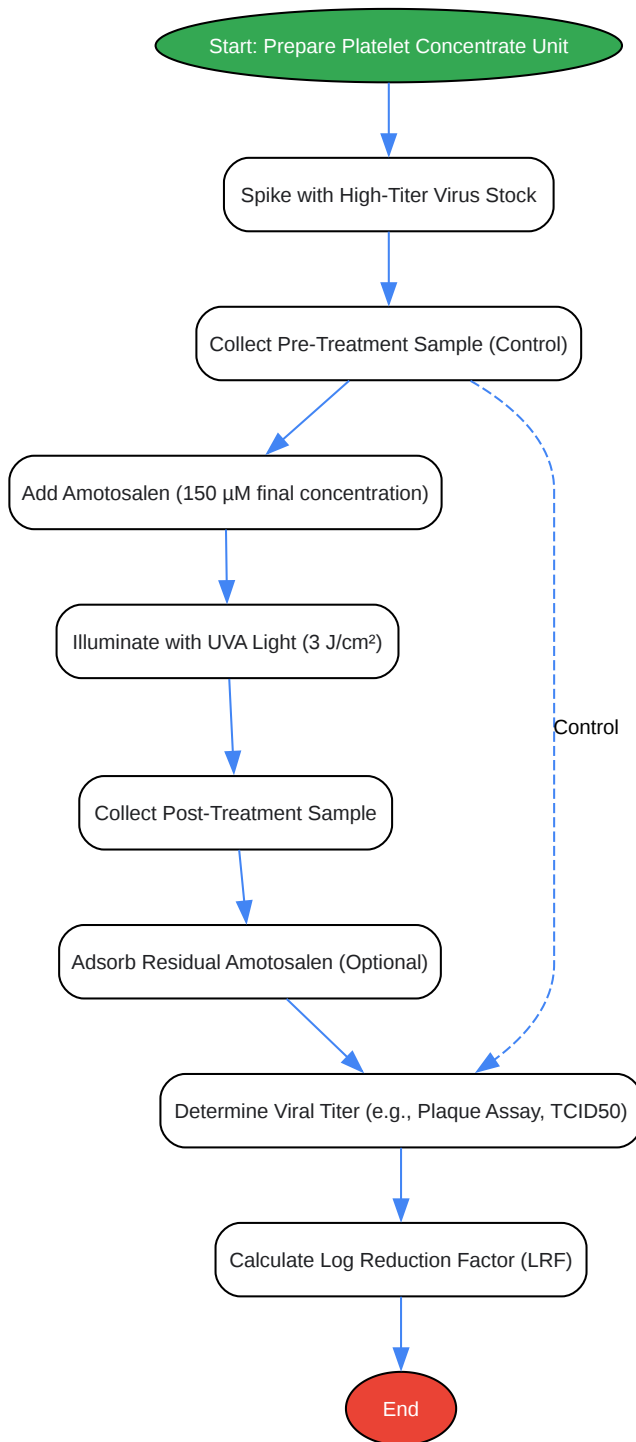 Start: Prepare Platelet Concentrate Unit
Spike with High-Titer Virus Stock
Collect Pre-Treatment Sample (Control)
Add Amotosalen (150 µM final concentration)
Illuminate with UVA Light (3 J/cm²)
Control
Collect Post-Treatment Sample
Adsorb Residual Amotosalen (Optional)
Determine Viral Titer (e.g., Plaque Assay, TCID50)
Calculate Log Reduction Factor (LRF)
End